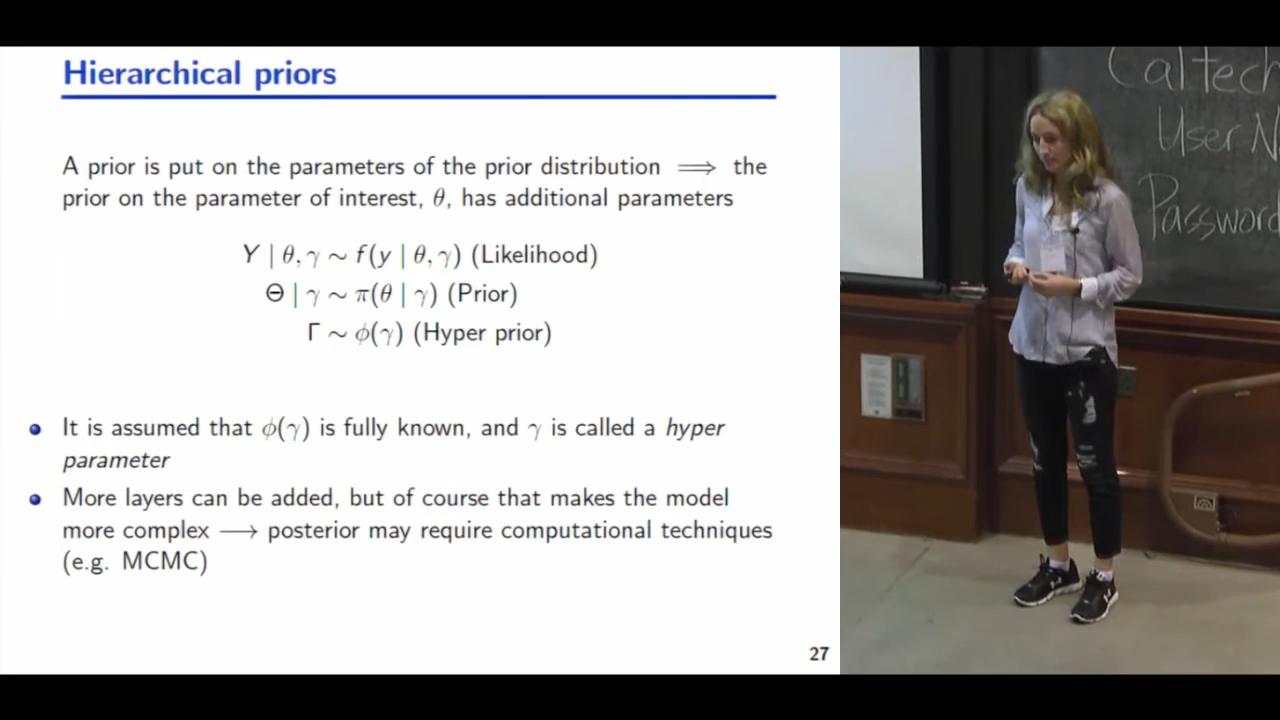 Hierarchical priors
A prior is put on the parameters of the prior distribution ⟹ the
prior on the parameter of interest, θ, has additional parameters
Y | θ, γ ~ f(y | θ, γ) (Likelihood)
Θ | γ ~ π(θ | γ) (Prior)
Γ ~ ϕ(γ) (Hyper prior)
• It is assumed that ϕ(γ) is fully known, and γ is called a hyper
parameter
• More layers can be added, but of course that makes the model
more complex ⟶ posterior may require computational techniques
(e.g. MCMC)
27
Caltech
User N
Password